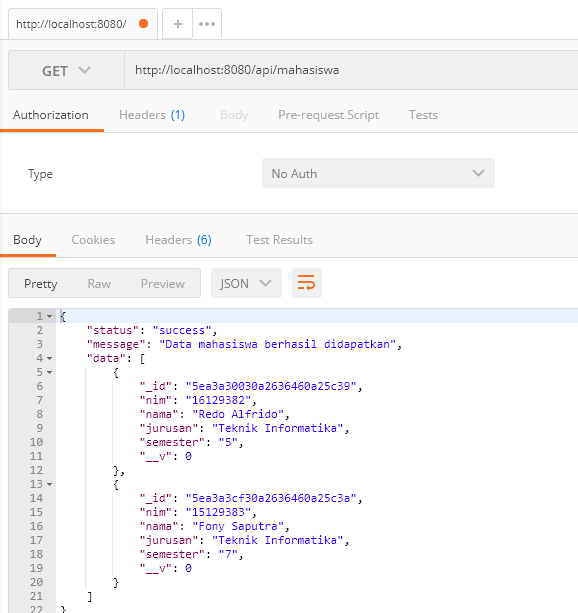 http://localhost:8080/
+
•••
GET
http://localhost:8080/api/mahasiswa
Authorization Headers (1) Body Pre-request Script Tests
Type No Auth
Body Cookies Headers (6) Test Results
Pretty Raw Preview JSON
1 {
2 "status": "success",
3 "message": "Data mahasiswa berhasil didapatkan",
4 "data": [
5 {
6 "_id": "5ea3a30030a2636460a25c39",
7 "nim": "16129382",
8 "nama": "Redo Alfrido",
9 "jurusan": "Teknik Informatika",
10 "semester": "5",
11 "__v": 0
12 },
13 {
14 "_id": "5ea3a3cf30a2636460a25c3a",
15 "nim": "15129383",
16 "nama": "Fony Saputra",
17 "jurusan": "Teknik Informatika",
18 "semester": "7",
19 "__v": 0
20 }
21 ]
22 }